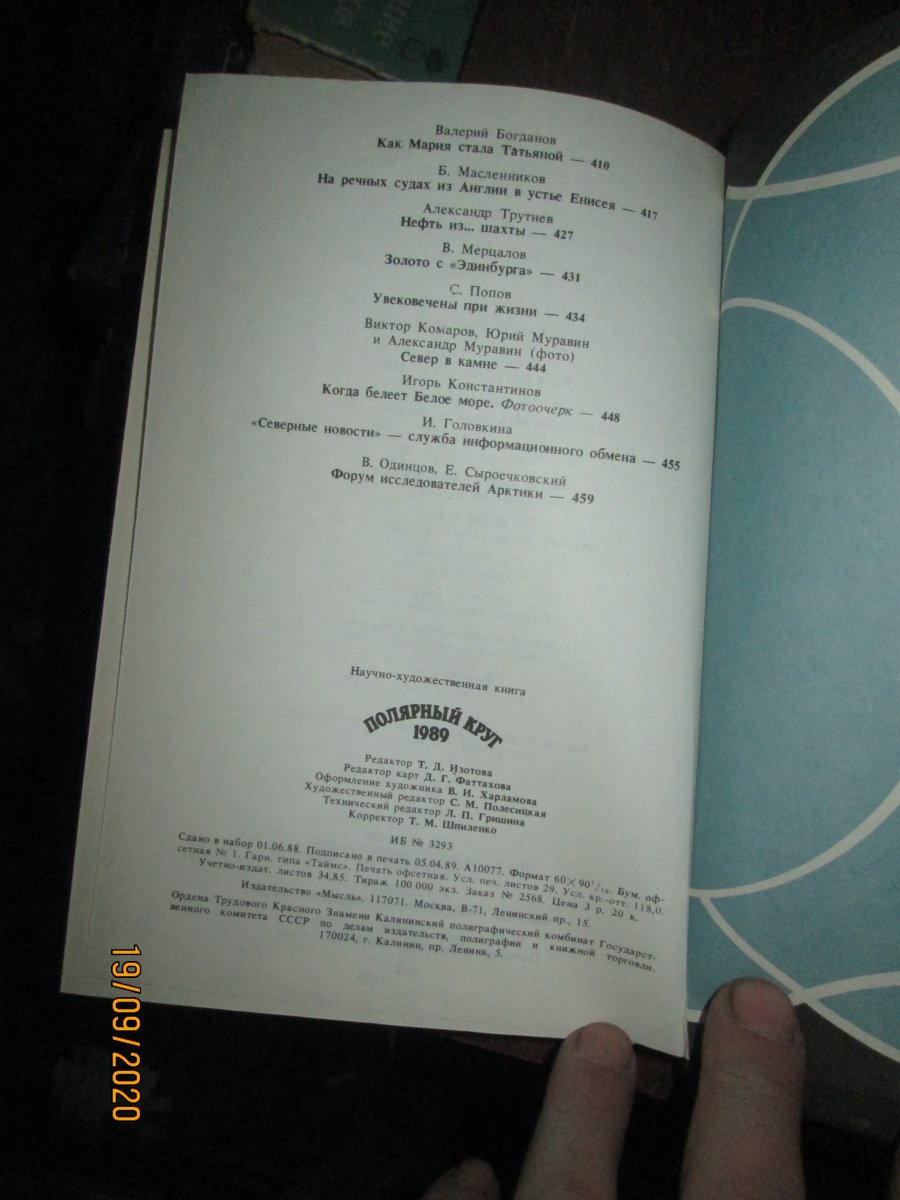 Валерий Богданов
Как Мария стала Татьяной — 410
Б. Масленников
На речных судах из Англии в устье Енисея — 417
Александр Трутнев
Нефть из... шахты — 427
В. Мерцалов
Золото с «Эдинбурга» — 431
С. Попов
Увековечены при жизни — 434
Виктор Комаров, Юрий Муравин
и Александр Муравин (фото)
Север в камне — 444
Игорь Константинов
Когда белеет Белое море. Фотоочерк — 448
И. Головкина
«Северные новости» — служба информационного обмена — 455
В. Одинцов, Е. Сыроечковский
Форум исследователей Арктики — 459
Научно-художественная книга
ПОЛЯРНЫЙ КРУГ
1989
Редактор Т. Д. Изотова
Редактор карт Д. Г. Фаттахова
Оформление художника В. И. Харламова
Художественный редактор С. М. Полесицкая
Технический редактор Л. П. Гришина
Корректор Т. М. Шпиленко
ИБ № 3293
Сдано в набор 01.06.88. Подписано в печать 05.04.89. А10077. Формат 60×90¹/₁₆. Бум. оф-
сетная № 1. Гарн. типа «Таймс». Печать офсетная. Усл. печ. листов 29. Усл. кр.-отт. 118,0.
Учетно-издат. листов 34,85. Тираж 100 000 экз. Заказ № 2568. Цена 3 р. 20 к.
Издательство «Мысль». 117071. Москва, В-71, Ленинский пр., 15.
Ордена Трудового Красного Знамени Калининский полиграфический комбинат Государст-
венного комитета СССР по делам издательств, полиграфии и книжной торговли.
170024, г. Калинин, пр. Ленина, 5.
19/09/2020